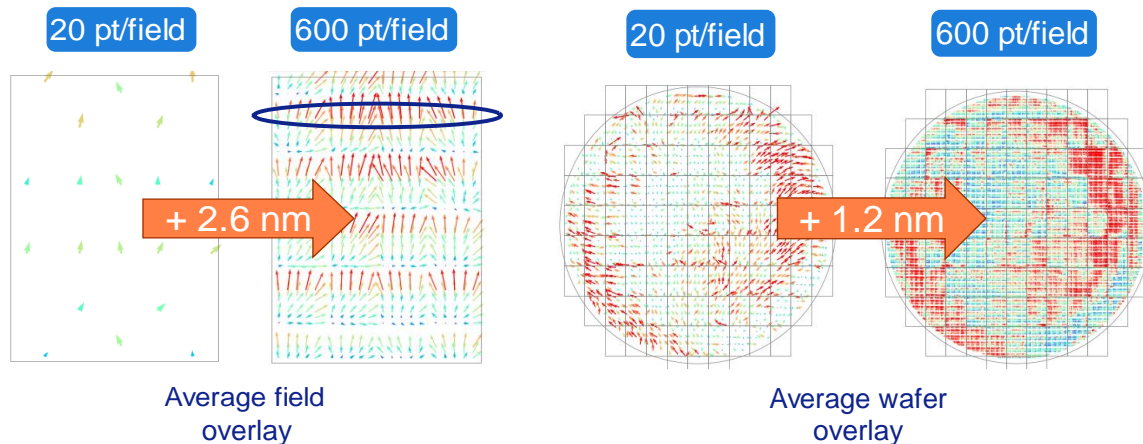 20 pt/field
600 pt/field
20 pt/field
600 pt/field
+ 2.6 nm
+ 1.2 nm
Average field
overlay
Average wafer
overlay